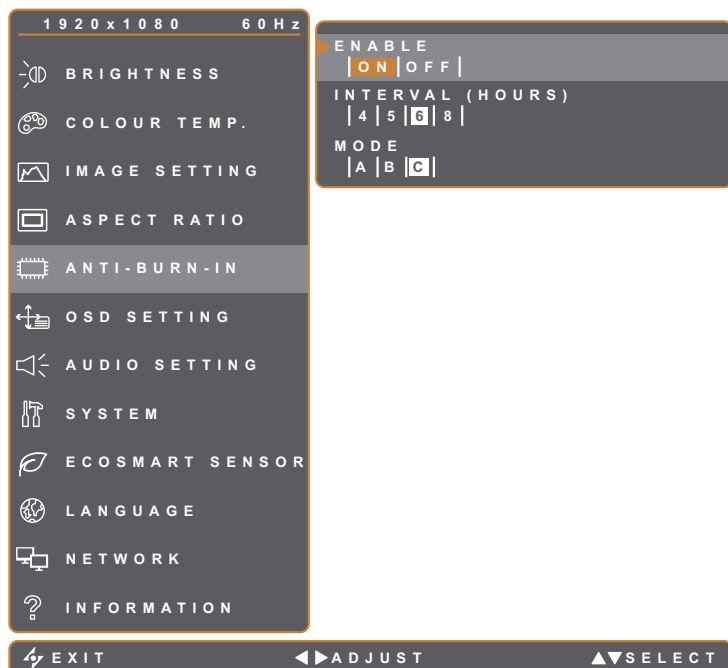 1920x1080 60Hz
BRIGHTNESS
COLOUR TEMP.
IMAGE SETTING
ASPECT RATIO
ANTI-BURN-IN
OSD SETTING
AUDIO SETTING
SYSTEM
ECOSMART SENSOR
LANGUAGE
NETWORK
INFORMATION
ENABLE
ON OFF
INTERVAL (HOURS)
4 5 6 8
MODE
A B C
EXIT ADJUST SELECT